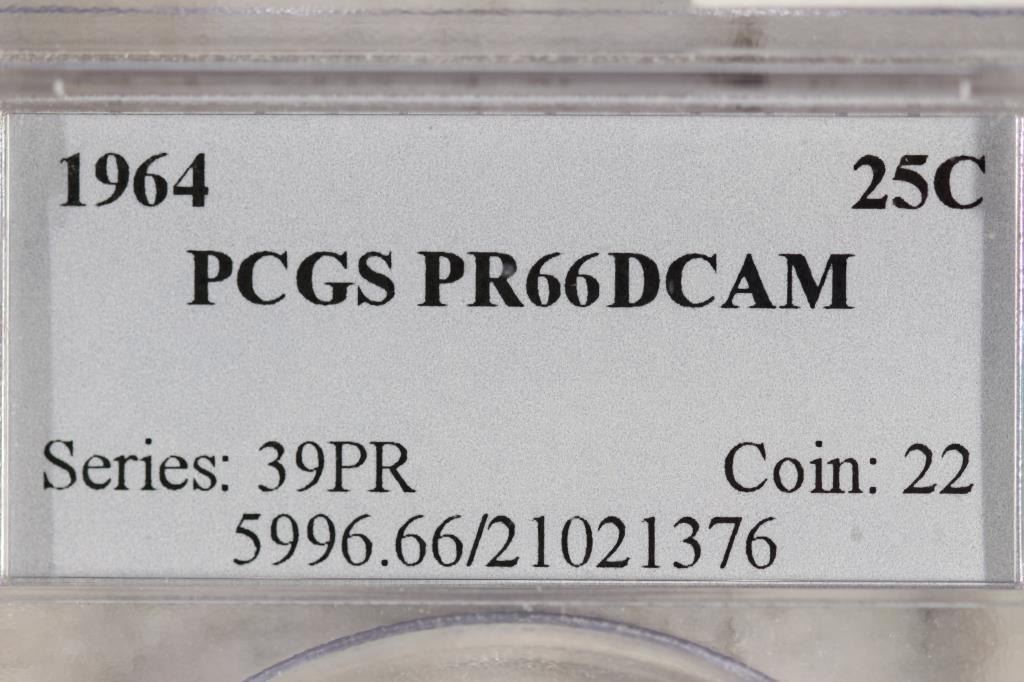 1964 25C
PCGS PR66DCAM
Series: 39PR Coin: 22
5996.66/21021376